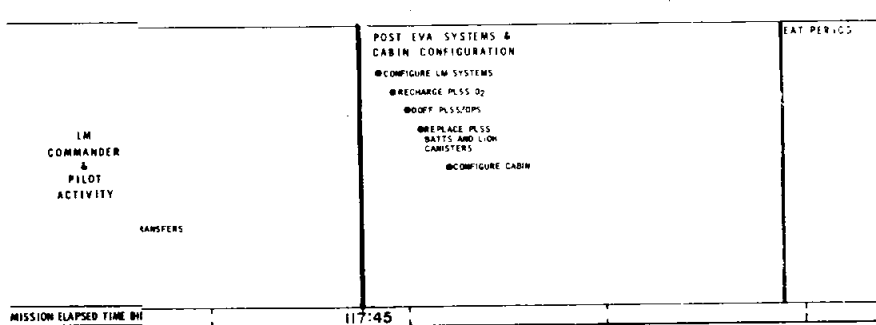 LM
COMMANDER
&
PILOT
ACTIVITY
RANSFERS
POST EVA SYSTEMS &
CABIN CONFIGURATION
●CONFIGURE LM SYSTEMS
●RECHARGE PLSS O2
●DOFF PLSS/OPS
●REPLACE PLSS
BATTS AND LiOH
CANISTERS
●CONFIGURE CABIN
EAT PERIOD
MISSION ELAPSED TIME (H
117:45